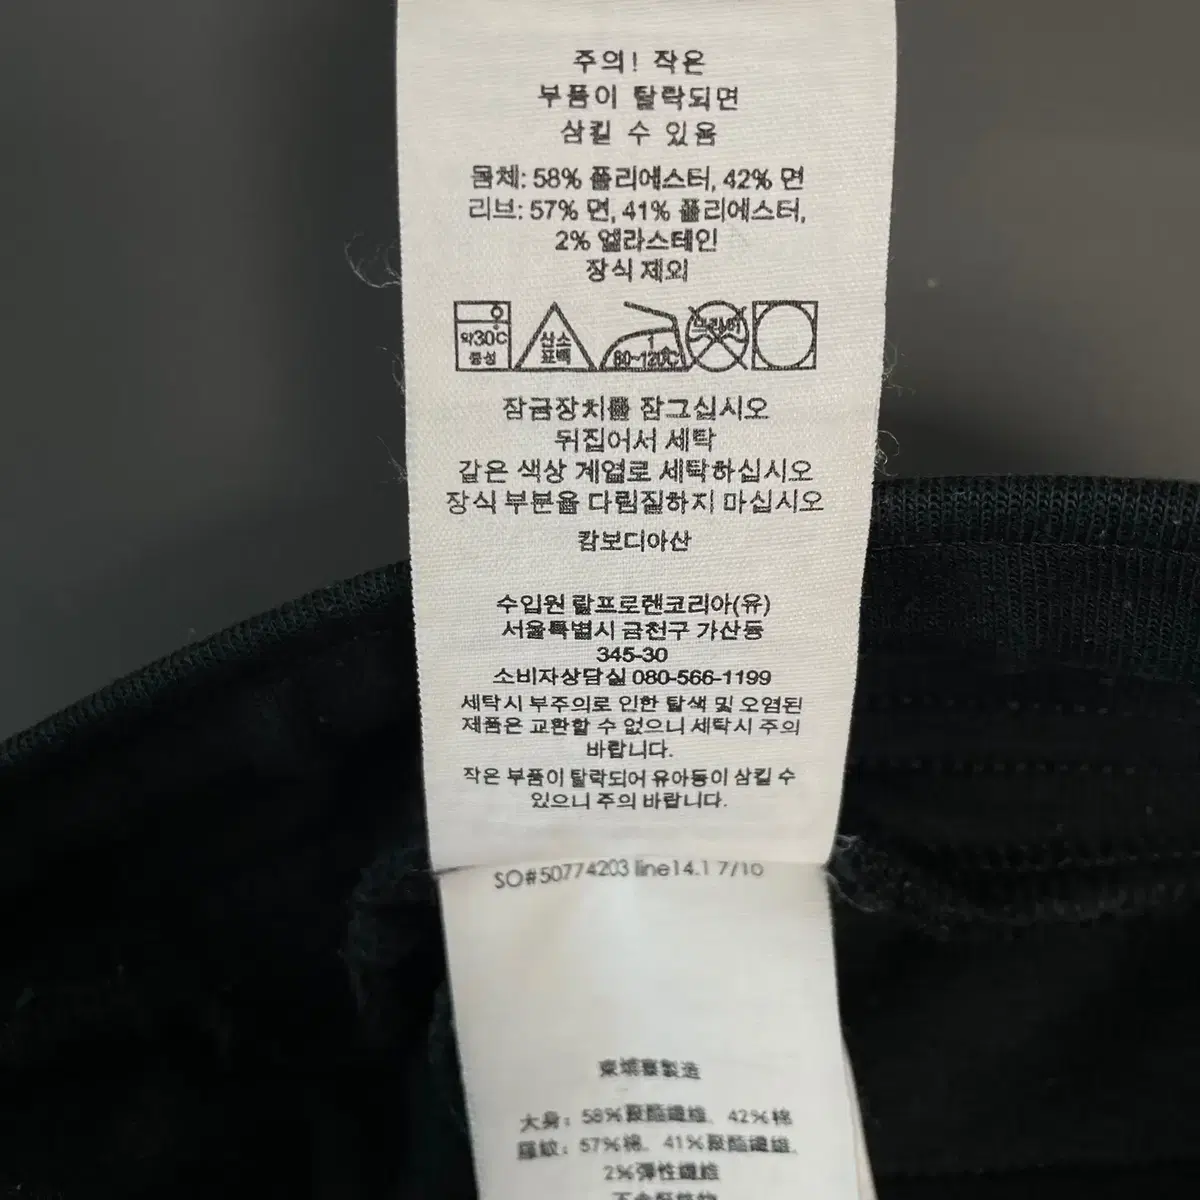 주의! 작은
부품이 탈락되면
삼킬 수 있음
몸체: 58% 폴리에스터, 42% 면
리브: 57% 면, 41% 폴리에스터,
2% 엘라스테인
장식 제외
약30℃
중성
산소
표백
1
80~120℃
드라이
잠금장치를 잠그십시오
뒤집어서 세탁
같은 색상 계열로 세탁하십시오
장식 부분을 다림질하지 마십시오
캄보디아산
수입원 랄프로렌코리아(유)
서울특별시 금천구 가산동
345-30
소비자상담실 080-566-1199
세탁시 부주의로 인한 탈색 및 오염된
제품은 교환할 수 없으니 세탁시 주의
바랍니다.
작은 부품이 탈락되어 유아등이 삼킬 수
있으니 주의 바랍니다.
SO#50774203 line14.1 7/10
柬埔寨製造
大身: 58%聚酯纖維, 42%棉
羅紋: 57%棉, 41%聚酯纖維,
2%彈性纖維